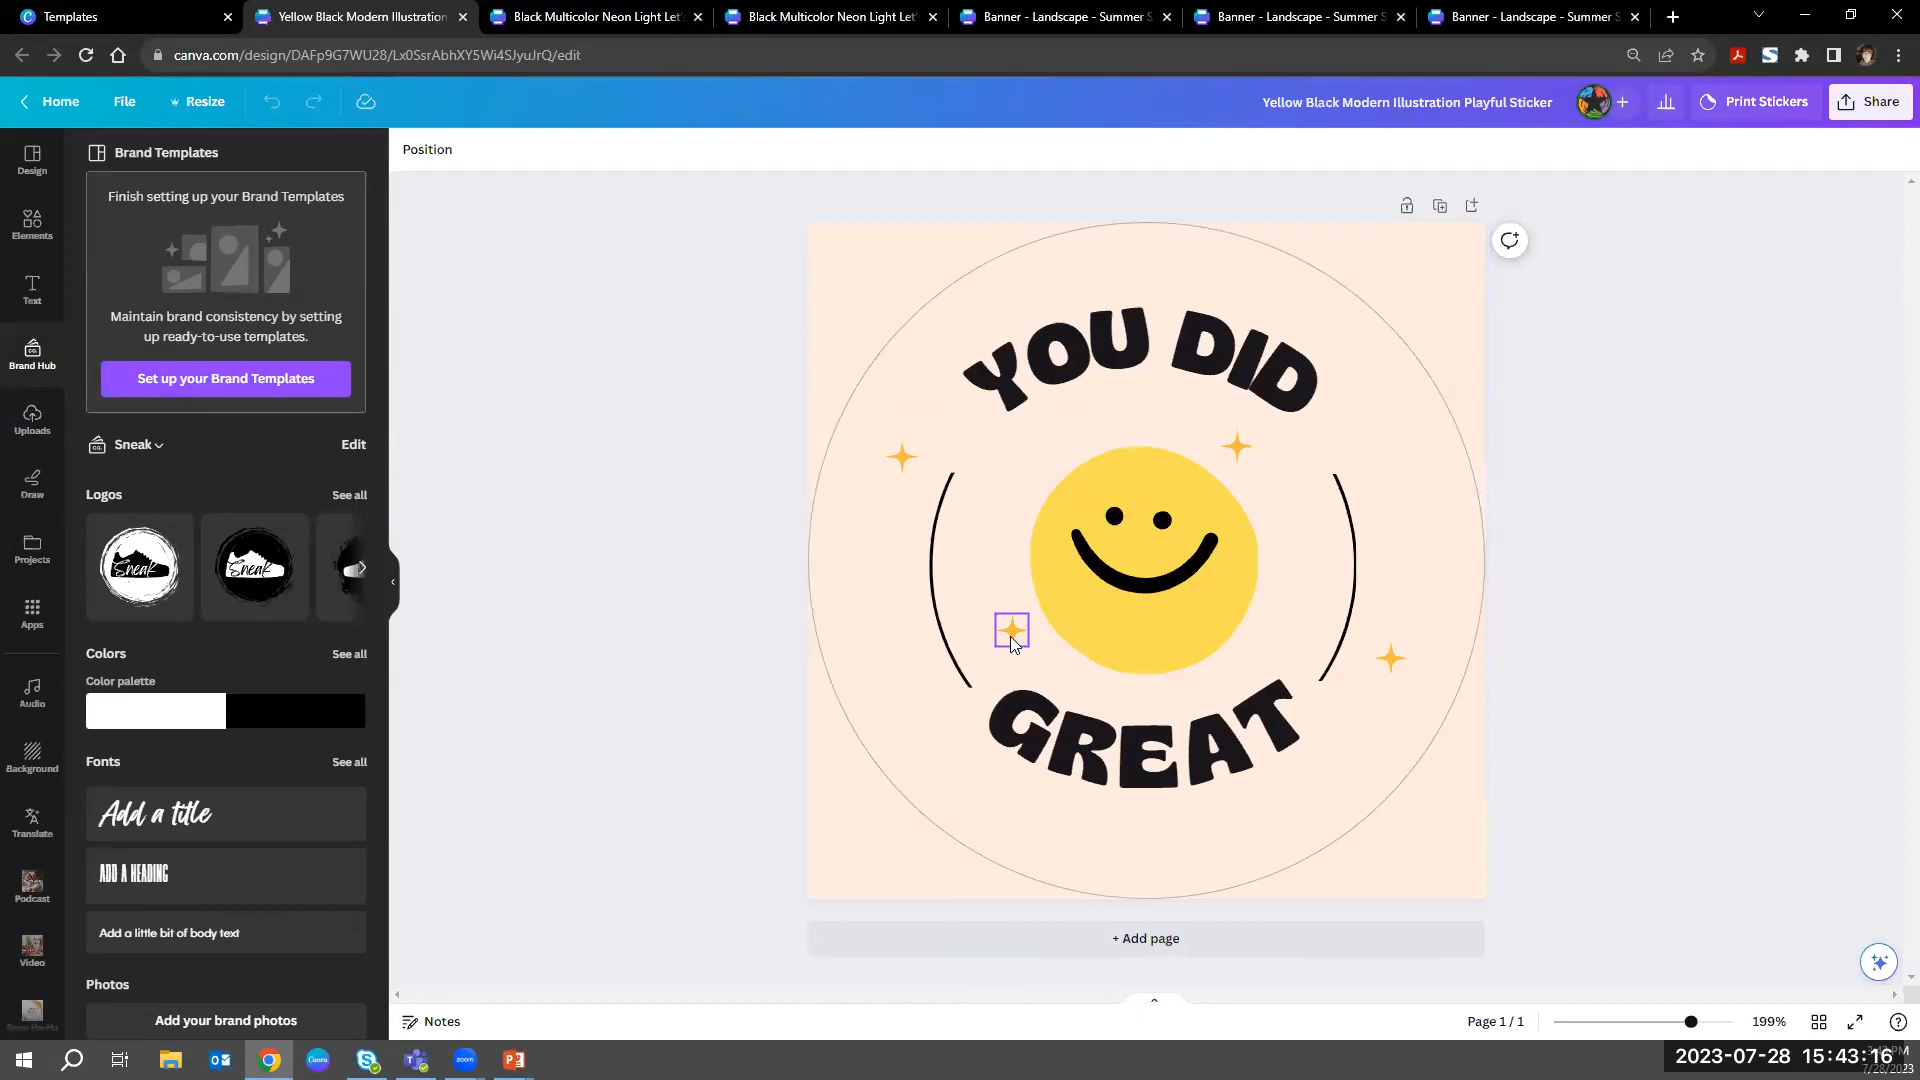 Templates
Yellow Black Modern Illustration
Black Multicolor Neon Light Let'
Black Multicolor Neon Light Let'
Banner - Landscape - Summer S
Banner - Landscape - Summer S
Banner - Landscape - Summer S
canva.com/design/DAFp9G7WU28/Lx0SsrAbhXY5Wi4SJyuJrQ/edit
Home
File
Resize
Yellow Black Modern Illustration Playful Sticker
Print Stickers
Share
Design
Elements
Text
Brand Hub
Uploads
Draw
Projects
Apps
Audio
Background
Translate
Podcast
Video
Brand Templates
Finish setting up your Brand Templates
Maintain brand consistency by setting
up ready-to-use templates.
Set up your Brand Templates
Sneak
Edit
Logos
See all
Sneak
Sneak
Colors
See all
Color palette
Fonts
See all
Add a title
ADD A HEADING
Add a little bit of body text
Photos
Add your brand photos
Position
YOU DID
GREAT
+ Add page
Notes
Page 1 / 1
199%
Canva
zoom
2023-07-28 15:43:16
7/28/2023